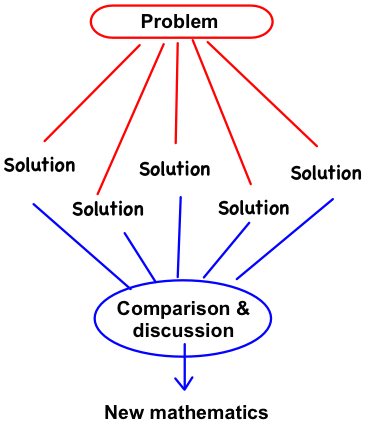 Problem
Solution
Solution
Solution
Solution
Solution
Comparison &
discussion
New mathematics